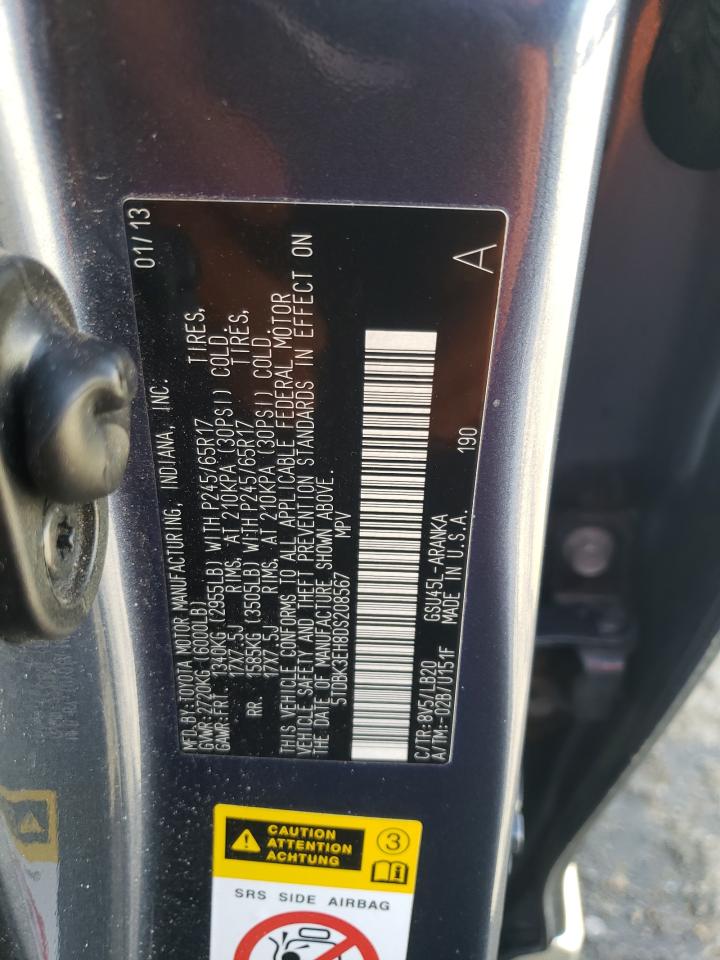 MFD. BY:TOYOTA MOTOR MANUFACTURING, INDIANA, INC. 01/13
GVWR:2720KG (6000LB)
GAWR:FRT. 1340KG (2955LB) WITH P245/65R17 TIRES,
17X7.5J RIMS, AT 210KPA (30PSI) COLD.
RR. 1585KG (3505LB) WITH P245/65R17 TIRES,
17X7.5J RIMS, AT 210KPA (30PSI) COLD.
THIS VEHICLE CONFORMS TO ALL APPLICABLE FEDERAL MOTOR
VEHICLE SAFETY AND THEFT PREVENTION STANDARDS IN EFFECT ON
THE DATE OF MANUFACTURE SHOWN ABOVE.
5TDBK3EH8DS208567 MPV
C/TR:8V5/LB20 GSU45L-ARANKA
A/TM:-02B/U151F MADE IN U.S.A. 190 A
CAUTION
ATTENTION
ACHTUNG
3
SRS SIDE AIRBAG